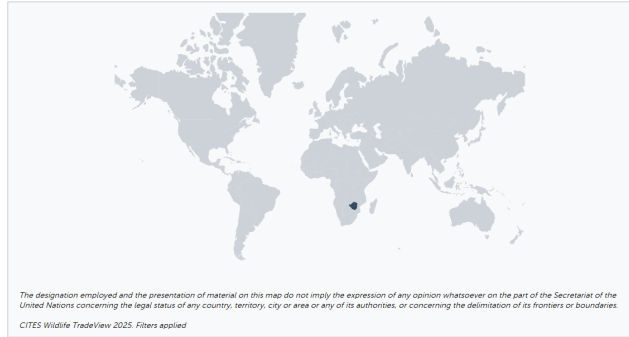 The designation employed and the presentation of material on this map do not imply the expression of any opinion whatsoever on the part of the Secretariat of the
United Nations concerning the legal status of any country, territory, city or area or any of its authorities, or concerning the delimitation of its frontiers or boundaries.
CITES Wildlife TradeView 2025. Filters applied